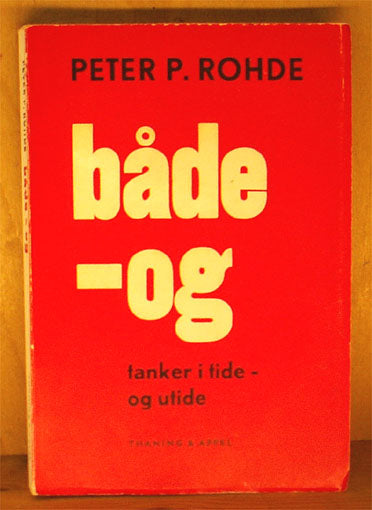 PETER P. ROHDE
både
-og
tanker i tide -
og utide
THANING & APPEL